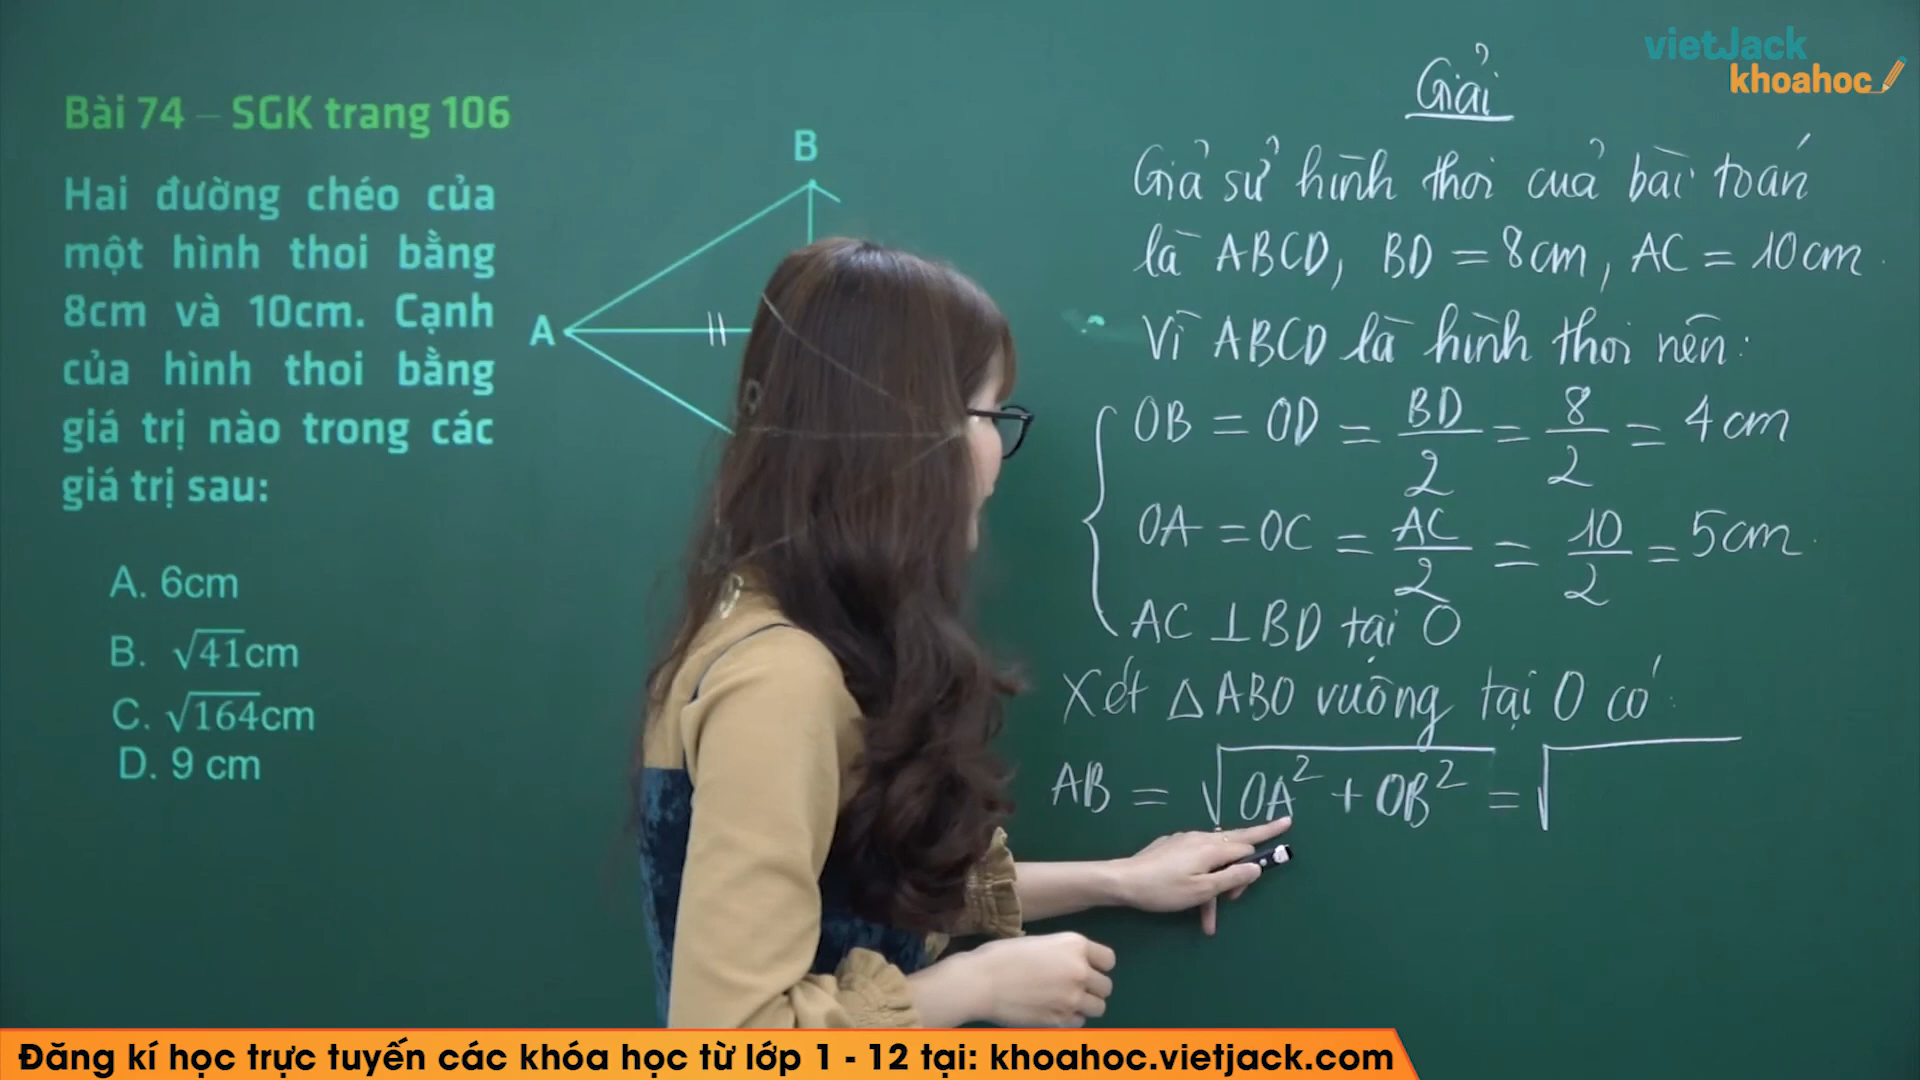 vietJack
khoahoc
Bài 74 – SGK trang 106
Hai đường chéo của
một hình thoi bằng
8cm và 10cm. Cạnh
của hình thoi bằng
giá trị nào trong các
giá trị sau:
A. 6cm
B. √41cm
C. √164cm
D. 9 cm
B
A
Giải
Giả sử hình thoi của bài toán
là ABCD, BD = 8cm, AC = 10cm.
Vì ABCD là hình thoi nên:
OB = OD = BD/2 = 8/2 = 4cm
OA = OC = AC/2 = 10/2 = 5cm.
AC ⊥ BD tại O
Xét △ABO vuông tại O có:
AB = √OA² + OB² = √
Đăng kí học trực tuyến các khóa học từ lớp 1 - 12 tại: khoahoc.vietjack.com